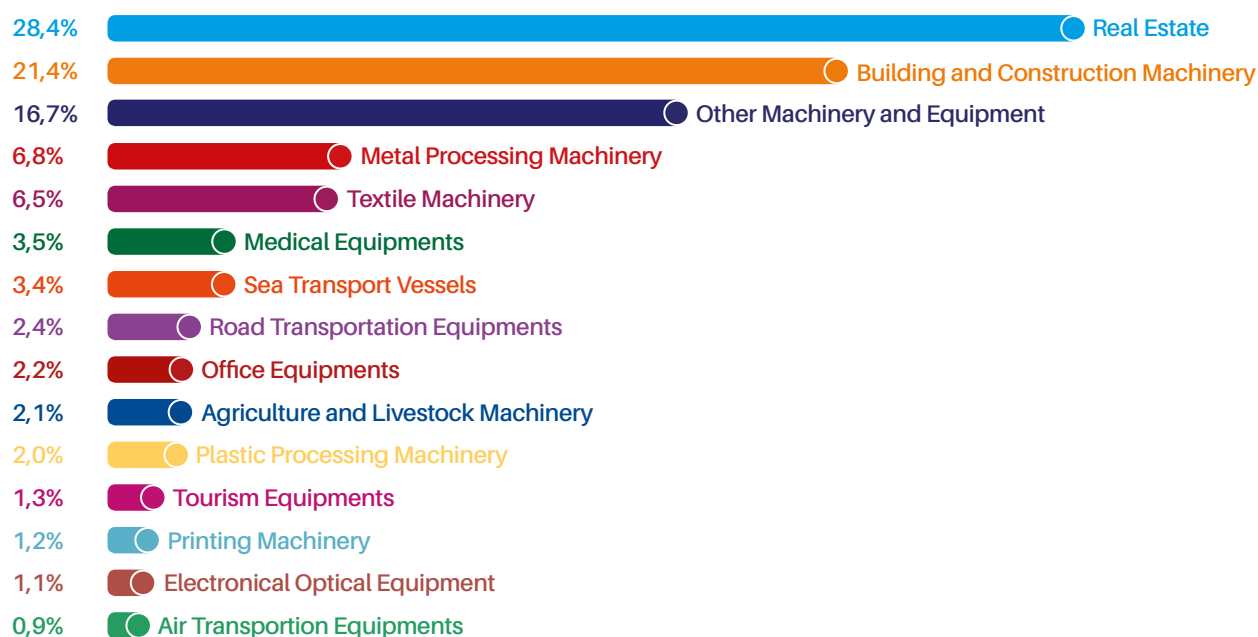 28,4% Real Estate
21,4% Building and Construction Machinery
16,7% Other Machinery and Equipment
6,8% Metal Processing Machinery
6,5% Textile Machinery
3,5% Medical Equipments
3,4% Sea Transport Vessels
2,4% Road Transportation Equipments
2,2% Office Equipments
2,1% Agriculture and Livestock Machinery
2,0% Plastic Processing Machinery
1,3% Tourism Equipments
1,2% Printing Machinery
1,1% Electronical Optical Equipment
0,9% Air Transportion Equipments